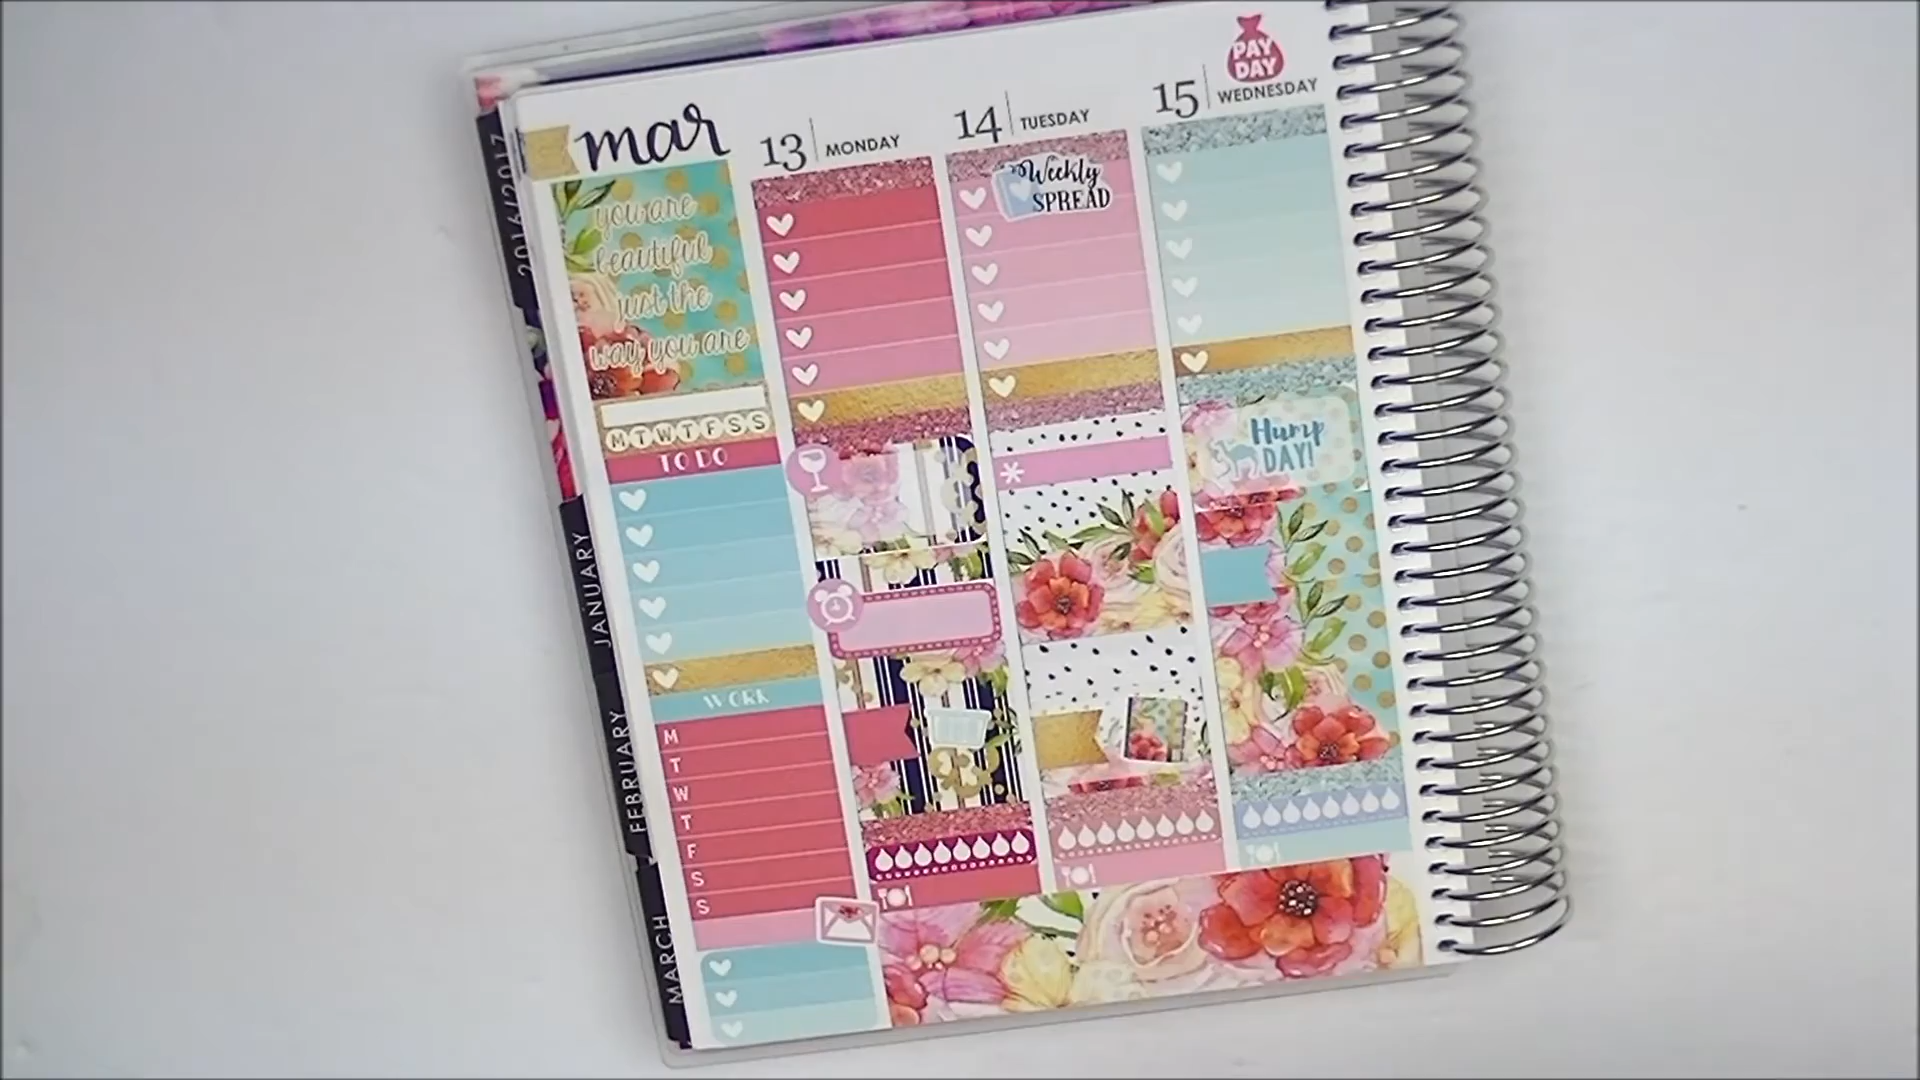 mar
13 MONDAY
14 TUESDAY
15 WEDNESDAY
PAY
DAY
you are
beautiful
just the
way you are
M T W T F S S
TO DO
WORK
M
T
W
T
F
S
S
Weekly
SPREAD
Hump
DAY!
2016/2017
JANUARY
FEBRUARY
MARCH